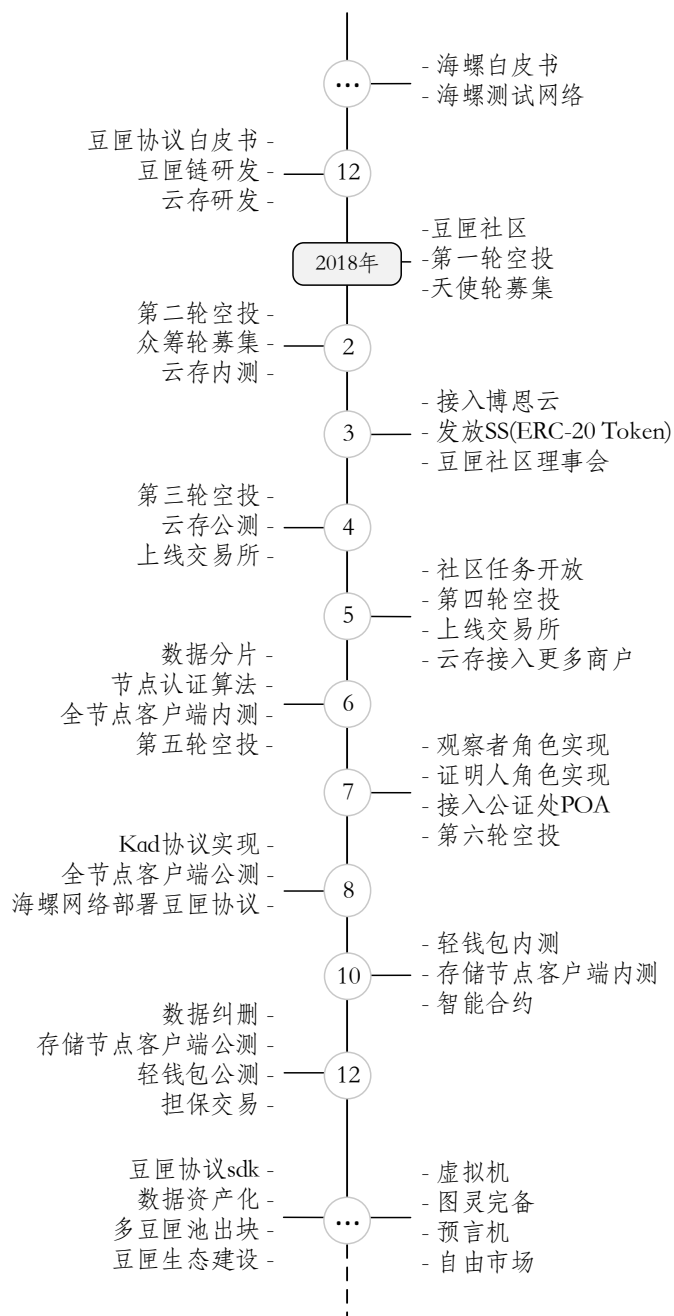 ...
- 海螺白皮书
- 海螺测试网络
豆匣协议白皮书 -
豆匣链研发 -
云存研发 -
12
2018年
-豆匣社区
-第一轮空投
-天使轮募集
第二轮空投 -
众筹轮募集 -
云存内测 -
2
3
- 接入博恩云
- 发放SS(ERC-20 Token)
- 豆匣社区理事会
第三轮空投 -
云存公测 -
上线交易所 -
4
5
- 社区任务开放
- 第四轮空投
- 上线交易所
- 云存接入更多商户
数据分片 -
节点认证算法 -
全节点客户端内测 -
第五轮空投 -
6
7
- 观察者角色实现
- 证明人角色实现
- 接入公证处POA
- 第六轮空投
Kad协议实现 -
全节点客户端公测 -
海螺网络部署豆匣协议 -
8
10
- 轻钱包内测
- 存储节点客户端内测
- 智能合约
数据纠删 -
存储节点客户端公测 -
轻钱包公测 -
担保交易 -
12
豆匣协议sdk -
数据资产化 -
多豆匣池出块 -
豆匣生态建设 -
...
- 虚拟机
- 图灵完备
- 预言机
- 自由市场